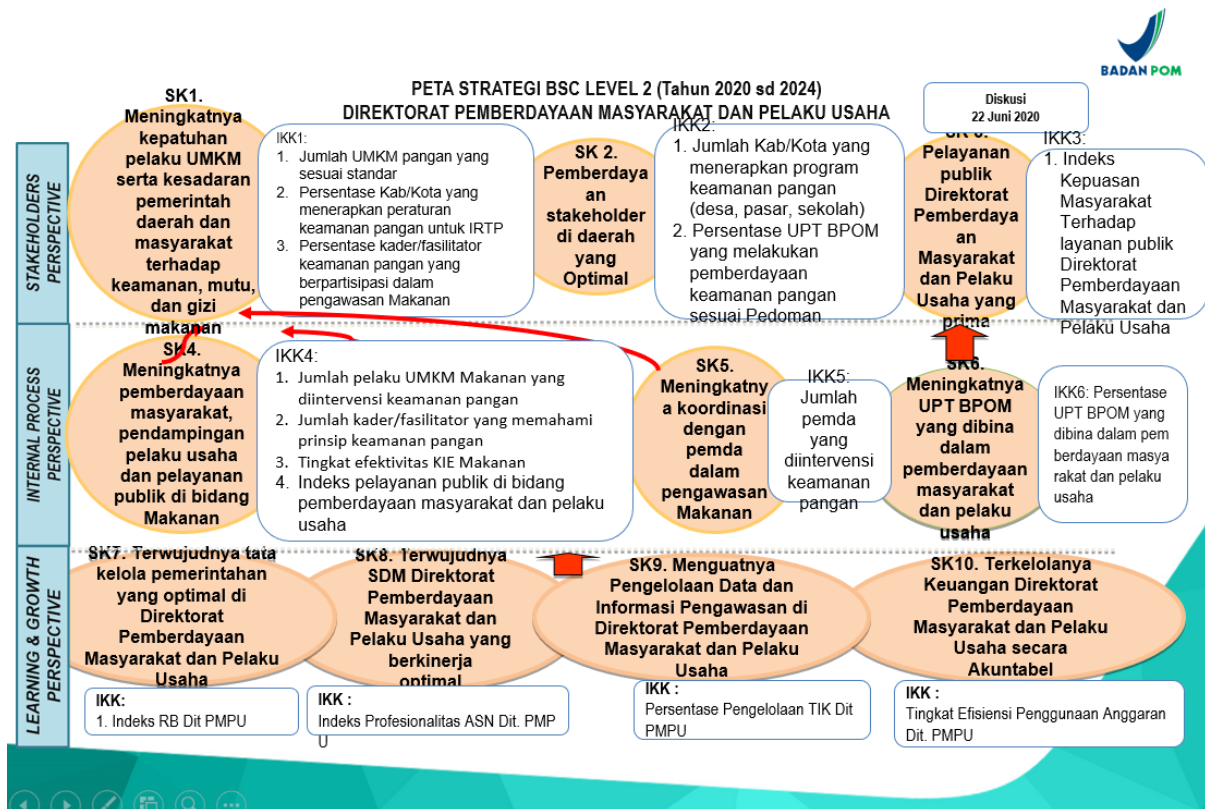 BADAN POM
PETA STRATEGI BSC LEVEL 2 (Tahun 2020 sd 2024)
DIREKTORAT PEMBERDAYAAN MASYARAKAT DAN PELAKU USAHA
Diskusi
22 Juni 2020
STAKEHOLDERS
PERSPECTIVE
SK1.
Meningkatnya
kepatuhan
pelaku UMKM
serta kesadaran
pemerintah
daerah dan
masyarakat
terhadap
keamanan, mutu,
dan gizi
makanan
IKK1:
1. Jumlah UMKM pangan yang
sesuai standar
2. Persentase Kab/Kota yang
menerapkan peraturan
keamanan pangan untuk IRTP
3. Persentase kader/fasilitator
keamanan pangan yang
berpartisipasi dalam
pengawasan Makanan
SK 2.
Pemberdaya
an
stakeholder
di daerah
yang
Optimal
IKK2:
1. Jumlah Kab/Kota yang
menerapkan program
keamanan pangan
(desa, pasar, sekolah)
2. Persentase UPT BPOM
yang melakukan
pemberdayaan
keamanan pangan
sesuai Pedoman
Pelayanan
publik
Direktorat
Pemberdaya
an
Masyarakat
dan Pelaku
Usaha yang
prima
IKK3:
1. Indeks
Kepuasan
Masyarakat
Terhadap
layanan publik
Direktorat
Pemberdayaan
Masyarakat dan
Pelaku Usaha
INTERNAL PROCESS
PERSPECTIVE
SK4.
Meningkatnya
pemberdayaan
masyarakat,
pendampingan
pelaku usaha
dan pelayanan
publik di bidang
Makanan
IKK4:
1. Jumlah pelaku UMKM Makanan yang
diintervensi keamanan pangan
2. Jumlah kader/fasilitator yang memahami
prinsip keamanan pangan
3. Tingkat efektivitas KIE Makanan
4. Indeks pelayanan publik di bidang
pemberdayaan masyarakat dan pelaku
usaha
SK5.
Meningkatny
a koordinasi
dengan
pemda
dalam
pengawasan
Makanan
IKK5:
Jumlah
pemda
yang
diintervensi
keamanan
pangan
SK6.
Meningkatnya
UPT BPOM
yang dibina
dalam
pemberdayaan
masyarakat
dan pelaku
usaha
IKK6: Persentase
UPT BPOM yang
dibina dalam pem
berdayaan masya
rakat dan pelaku
usaha
LEARNING & GROWTH
PERSPECTIVE
SK7. Terwujudnya tata
kelola pemerintahan
yang optimal di
Direktorat
Pemberdayaan
Masyarakat dan Pelaku
Usaha
IKK:
1. Indeks RB Dit PMPU
SK8. Terwujudnya
SDM Direktorat
Pemberdayaan
Masyarakat dan
Pelaku Usaha yang
berkinerja
optimal
IKK :
Indeks Profesionalitas ASN Dit. PMP
U
SK9. Menguatnya
Pengelolaan Data dan
Informasi Pengawasan di
Direktorat Pemberdayaan
Masyarakat dan Pelaku
Usaha
IKK :
Persentase Pengelolaan TIK Dit
PMPU
SK10. Terkelolanya
Keuangan Direktorat
Pemberdayaan
Masyarakat dan Pelaku
Usaha secara
Akuntabel
IKK :
Tingkat Efisiensi Penggunaan Anggaran
Dit. PMPU